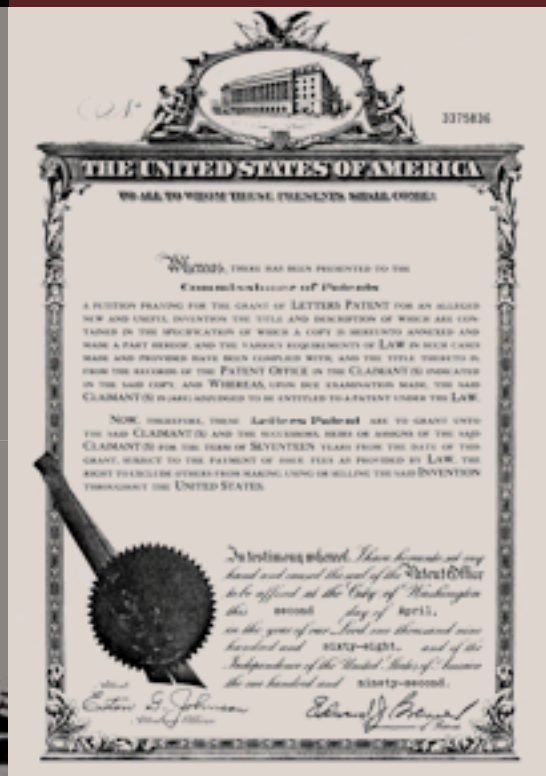 No
3375836
THE UNITED STATES OF AMERICA
TO ALL TO WHOM THESE PRESENTS SHALL COME:
Whereas, THERE HAS BEEN PRESENTED TO THE
Commissioner of Patents
A PETITION PRAYING FOR THE GRANT OF LETTERS PATENT FOR AN ALLEGED
NEW AND USEFUL INVENTION THE TITLE AND DESCRIPTION OF WHICH ARE CON-
TAINED IN THE SPECIFICATION OF WHICH A COPY IS HEREUNTO ANNEXED AND
MADE A PART HEREOF, AND THE VARIOUS REQUIREMENTS OF LAW IN SUCH CASES
MADE AND PROVIDED HAVE BEEN COMPLIED WITH, AND THE TITLE THERETO IS,
FROM THE RECORDS OF THE PATENT OFFICE IN THE CLAIMANT(S) INDICATED
IN THE SAID COPY, AND WHEREAS, UPON DUE EXAMINATION MADE, THE SAID
CLAIMANT(S) IS (ARE) ADJUDGED TO BE ENTITLED TO A PATENT UNDER THE LAW.
NOW, THEREFORE, THESE Letters Patent ARE TO GRANT UNTO
THE SAID CLAIMANT(S) AND THE SUCCESSORS, HEIRS OR ASSIGNS OF THE SAID
CLAIMANT(S) FOR THE TERM OF SEVENTEEN YEARS FROM THE DATE OF THIS
GRANT, SUBJECT TO THE PAYMENT OF ISSUE FEES AS PROVIDED BY LAW, THE
RIGHT TO EXCLUDE OTHERS FROM MAKING, USING OR SELLING THE SAID INVENTION
THROUGHOUT THE UNITED STATES.
In testimony whereof, I have hereunto set my
hand and caused the seal of the Patent Office
to be affixed at the City of Washington
this second day of April,
in the year of our Lord one thousand nine
hundred and sixty-eight, and of the
Independence of the United States of America
the one hundred and ninety-second.
Attest:
Edward J. Brenner